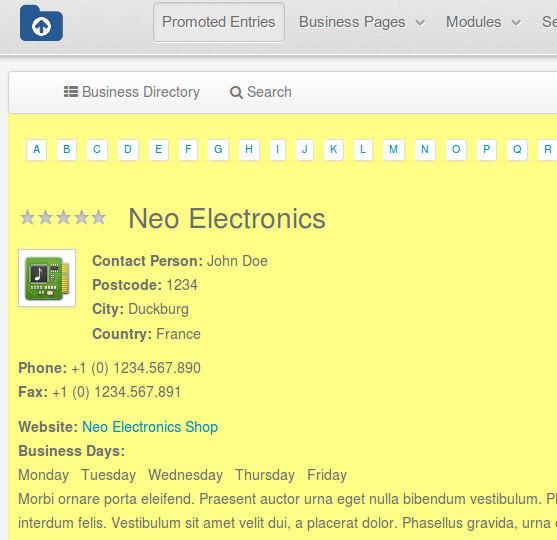 Promoted Entries Business Pages Modules
Business Directory Search
A B C D E F G H I J K L M N O P Q R
Neo Electronics
Contact Person: John Doe
Postcode: 1234
City: Duckburg
Country: France
Phone: +1 (0) 1234.567.890
Fax: +1 (0) 1234.567.891
Website: Neo Electronics Shop
Business Days:
Monday Tuesday Wednesday Thursday Friday
Morbi ornare porta eleifend. Praesent auctor urna eget nulla bibendum vestibulum.
interdum felis. Vestibulum sit amet velit dui, a placerat dolor. Phasellus gravida, urna